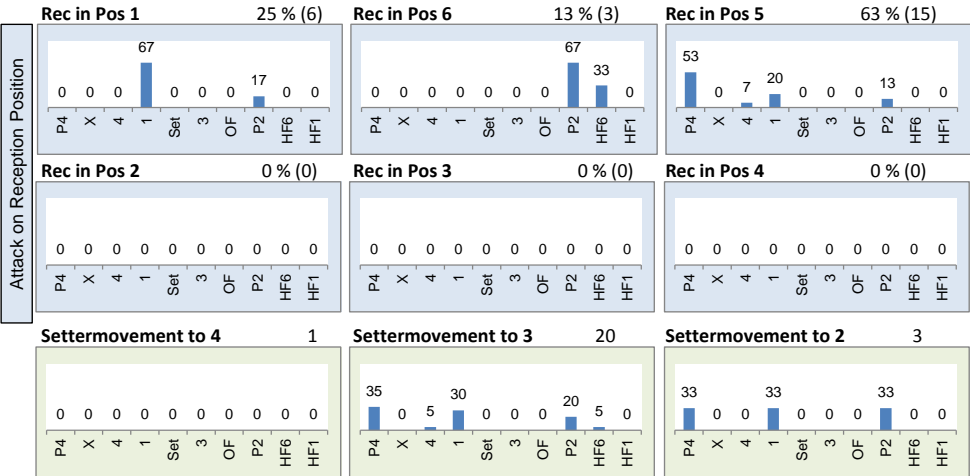 Attack on Reception Position
Rec in Pos 1 25 % (6)
0 0 0 67 0 0 0 17 0 0
P4 X 4 1 Set 3 OF P2 HF6 HF1
Rec in Pos 6 13 % (3)
0 0 0 0 0 0 0 67 33 0
P4 X 4 1 Set 3 OF P2 HF6 HF1
Rec in Pos 5 63 % (15)
53 0 7 20 0 0 0 13 0 0
P4 X 4 1 Set 3 OF P2 HF6 HF1
Rec in Pos 2 0 % (0)
0 0 0 0 0 0 0 0 0 0
P4 X 4 1 Set 3 OF P2 HF6 HF1
Rec in Pos 3 0 % (0)
0 0 0 0 0 0 0 0 0 0
P4 X 4 1 Set 3 OF P2 HF6 HF1
Rec in Pos 4 0 % (0)
0 0 0 0 0 0 0 0 0 0
P4 X 4 1 Set 3 OF P2 HF6 HF1
Settermovement to 4 1
0 0 0 0 0 0 0 0 0 0
P4 X 4 1 Set 3 OF P2 HF6 HF1
Settermovement to 3 20
35 0 5 30 0 0 0 20 5 0
P4 X 4 1 Set 3 OF P2 HF6 HF1
Settermovement to 2 3
33 0 0 33 0 0 0 33 0 0
P4 X 4 1 Set 3 OF P2 HF6 HF1